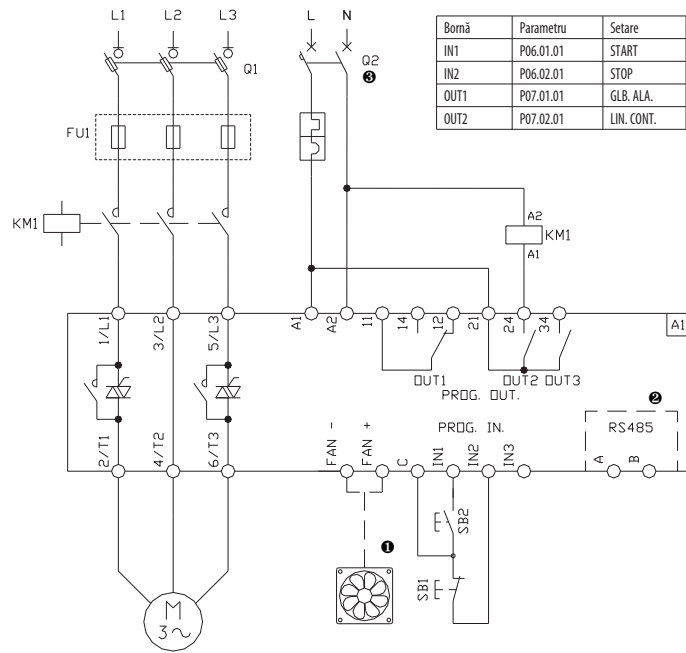 L1 L2 L3
L N
Q1
Q2
❸
Bornă Parametru Setare
IN1 P06.01.01 START
IN2 P06.02.01 STOP
OUT1 P07.01.01 GLB. ALA.
OUT2 P07.02.01 LIN. CONT.
FU1
KM1
A2
KM1
A1
1/L1 3/L2 5/L3 A1 A2 11 14 12 21 24 34
A1
OUT1 OUT2 OUT3
PROG. OUT.
❷
PROG. IN.
RS485
2/T1 4/T2 6/T3 FAN - FAN + C IN1 IN2 IN3 A B
SB2
❶
SB1
M
3~